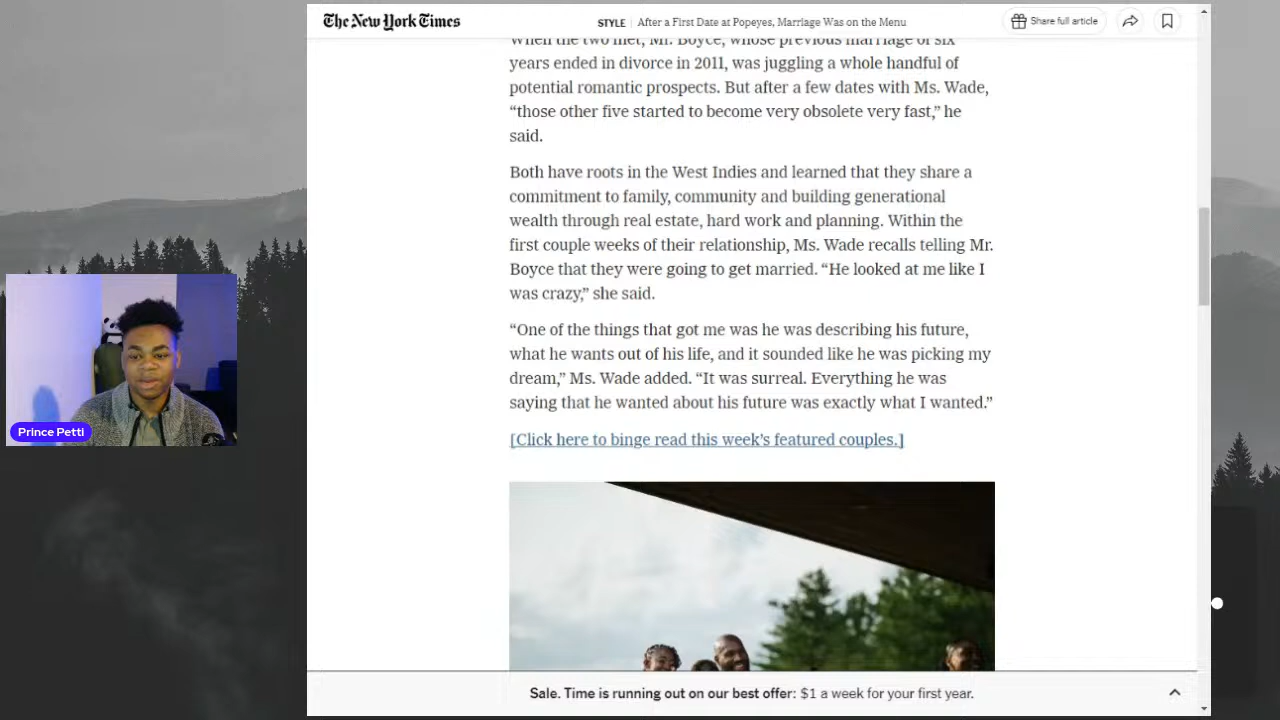 The New York Times
STYLE | After a First Date at Popeyes, Marriage Was on the Menu
Share full article
When the two met, Mr. Boyce, whose previous marriage of six
years ended in divorce in 2011, was juggling a whole handful of
potential romantic prospects. But after a few dates with Ms. Wade,
“those other five started to become very obsolete very fast,” he
said.
Both have roots in the West Indies and learned that they share a
commitment to family, community and building generational
wealth through real estate, hard work and planning. Within the
first couple weeks of their relationship, Ms. Wade recalls telling Mr.
Boyce that they were going to get married. “He looked at me like I
was crazy,” she said.
“One of the things that got me was he was describing his future,
what he wants out of his life, and it sounded like he was picking my
dream,” Ms. Wade added. “It was surreal. Everything he was
saying that he wanted about his future was exactly what I wanted.”
[Click here to binge read this week’s featured couples.]
Prince Petti
Sale. Time is running out on our best offer: $1 a week for your first year.